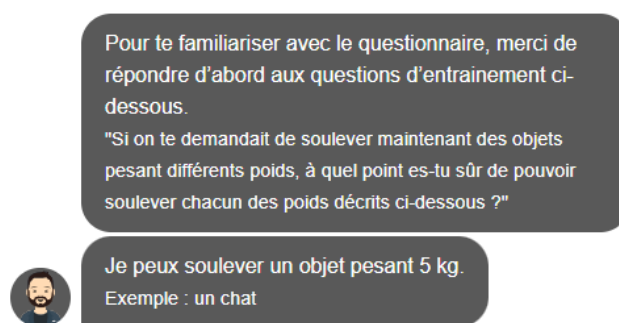 Pour te familiariser avec le questionnaire, merci de
répondre d’abord aux questions d’entrainement ci-
dessous.
"Si on te demandait de soulever maintenant des objets
pesant différents poids, à quel point es-tu sûr de pouvoir
soulever chacun des poids décrits ci-dessous ?"
Je peux soulever un objet pesant 5 kg.
Exemple : un chat